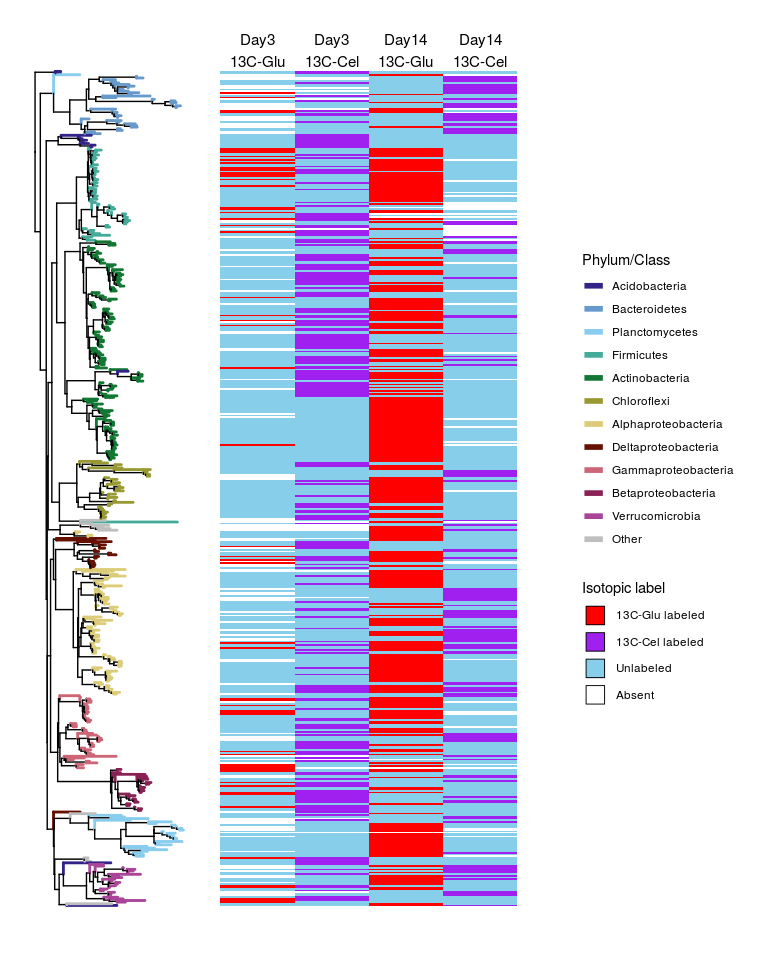 Day3 Day3 Day14 Day14
13C-Glu 13C-Cel 13C-Glu 13C-Cel
Phylum/Class
Acidobacteria
Bacteroidetes
Planctomycetes
Firmicutes
Actinobacteria
Chloroflexi
Alphaproteobacteria
Deltaproteobacteria
Gammaproteobacteria
Betaproteobacteria
Verrucomicrobia
Other
Isotopic label
13C-Glu labeled
13C-Cel labeled
Unlabeled
Absent